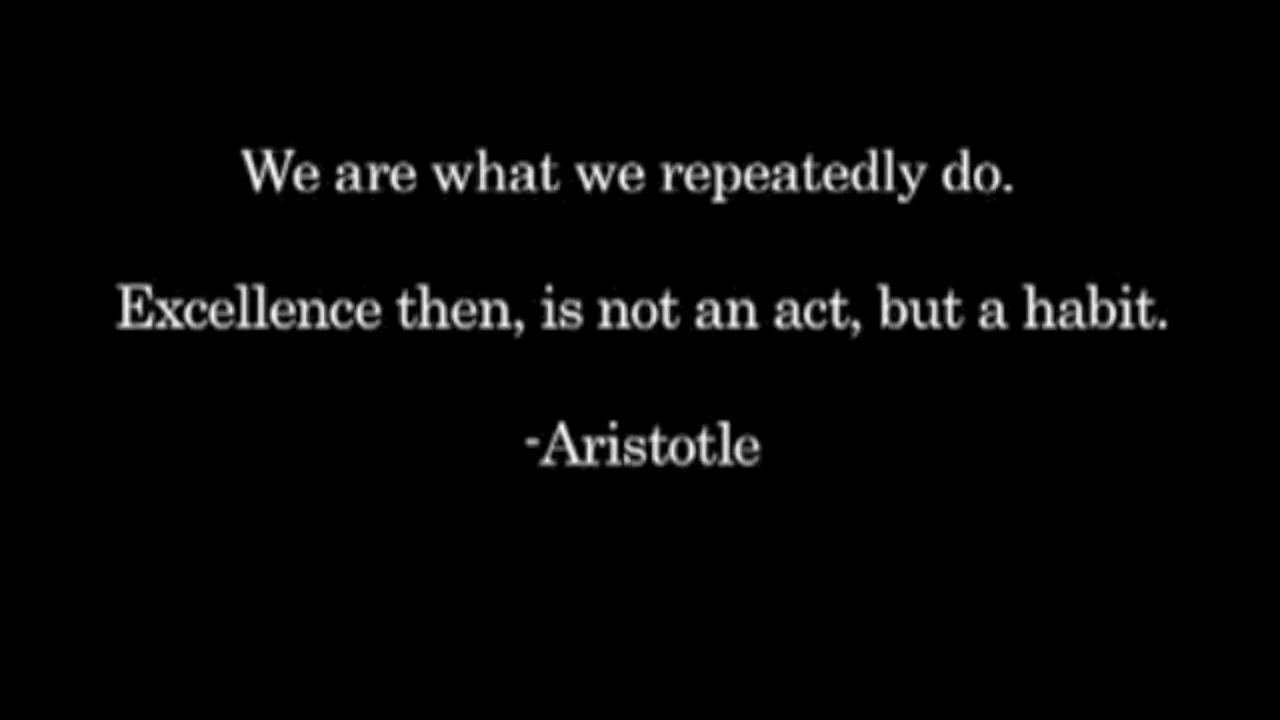 We are what we repeatedly do.
Excellence then, is not an act, but a habit.
-Aristotle